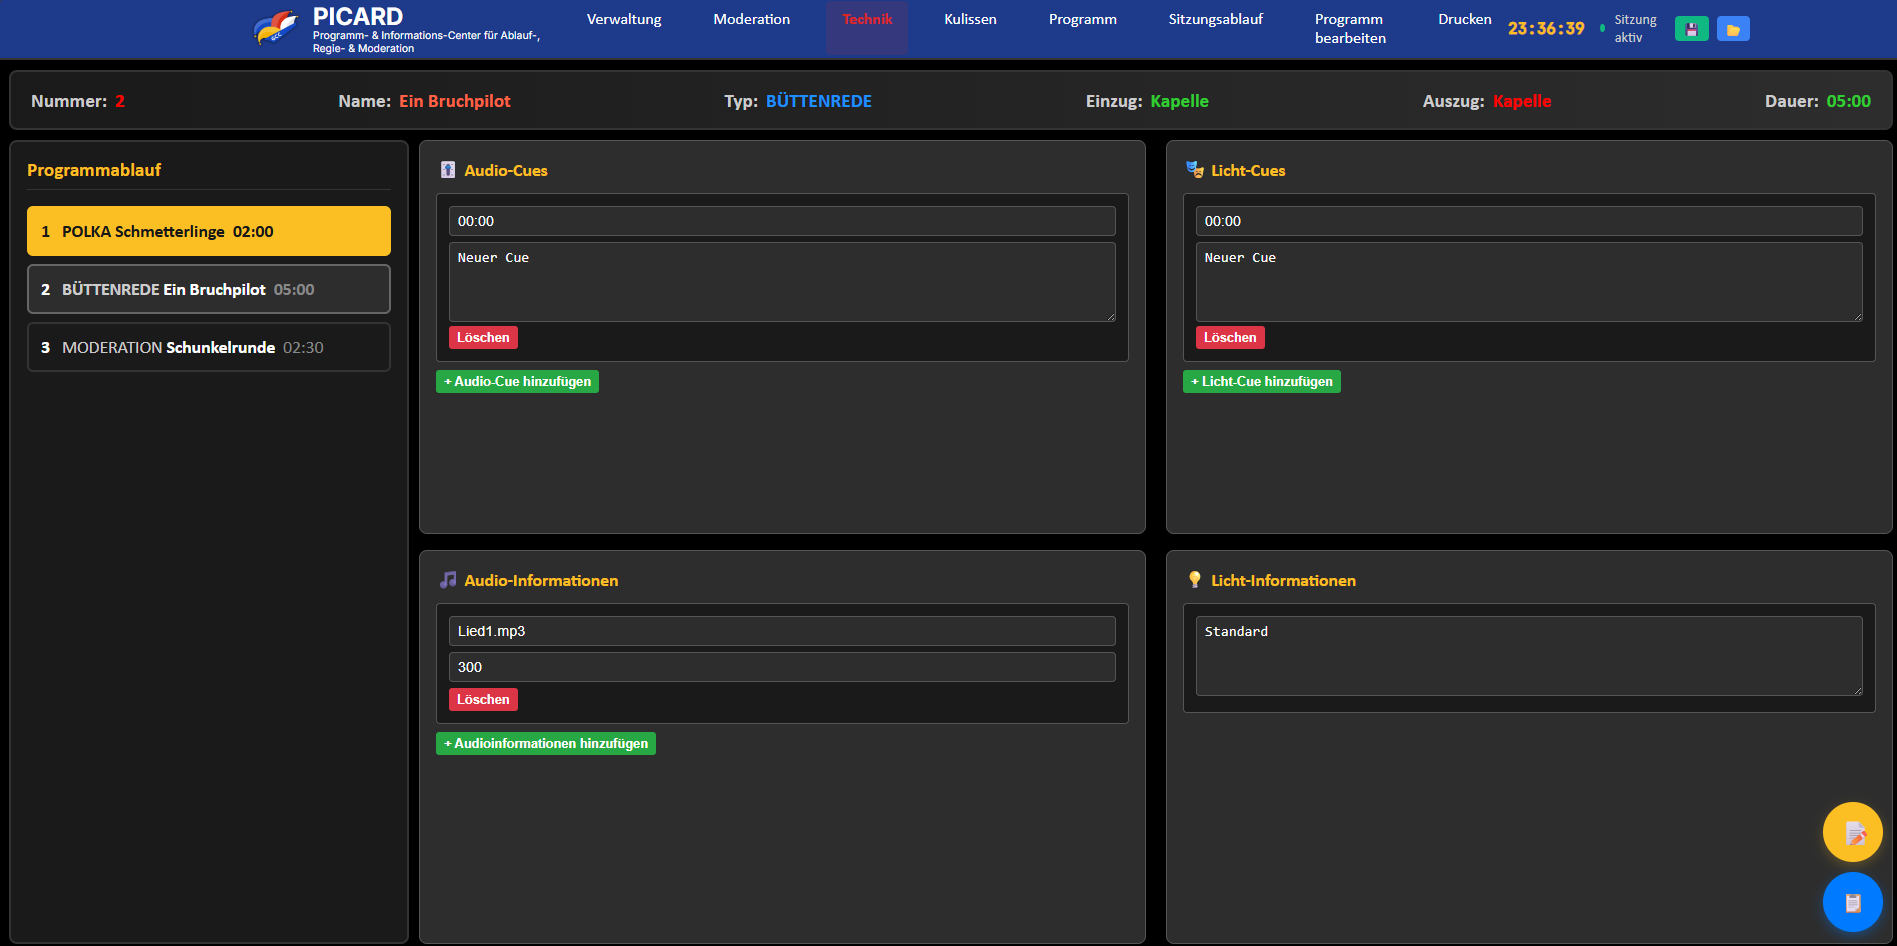 PICARD
Programm- & Informations-Center für Ablauf-,
Regie- & Moderation
Verwaltung
Moderation
Technik
Kulissen
Programm
Sitzungsablauf
Programm
bearbeiten
Drucken
23:36:39
Sitzung
aktiv
Nummer: 2
Name: Ein Bruchpilot
Typ: BÜTTENREDE
Einzug: Kapelle
Auszug: Kapelle
Dauer: 05:00
Programmablauf
1 POLKA Schmetterlinge 02:00
2 BÜTTENREDE Ein Bruchpilot 05:00
3 MODERATION Schunkelrunde 02:30
Audio-Cues
00:00
Neuer Cue
Löschen
+ Audio-Cue hinzufügen
Licht-Cues
00:00
Neuer Cue
Löschen
+ Licht-Cue hinzufügen
Audio-Informationen
Lied1.mp3
300
Löschen
+ Audioinformationen hinzufügen
Licht-Informationen
Standard